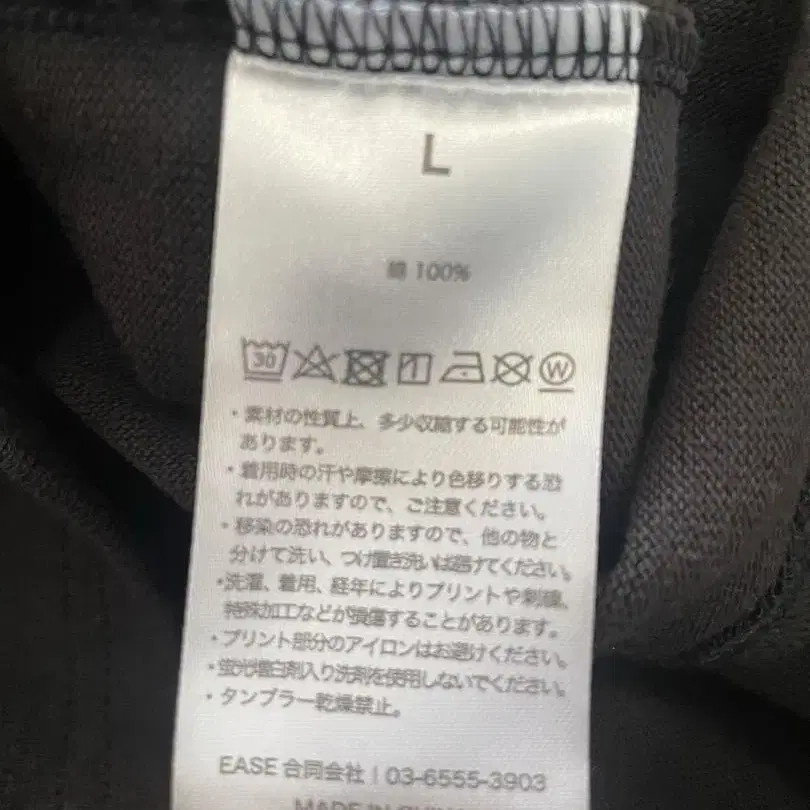 L
綿 100%
30
W
・素材の性質上、多少収縮する可能性が
あります。
・着用時の汗や摩擦により色移りする恐
れがありますので、ご注意ください。
・移染の恐れがありますので、他の物と
分けて洗い、つけ置き洗いは避けてください。
・洗濯、着用、経年によりプリントや刺繍、
特殊加工などが損傷することがあります。
・プリント部分のアイロンはお避けください。
・蛍光増白剤入り洗剤を使用しないでください。
・タンブラー乾燥禁止。
EASE 合同会社 | 03-6555-3903
MADE IN